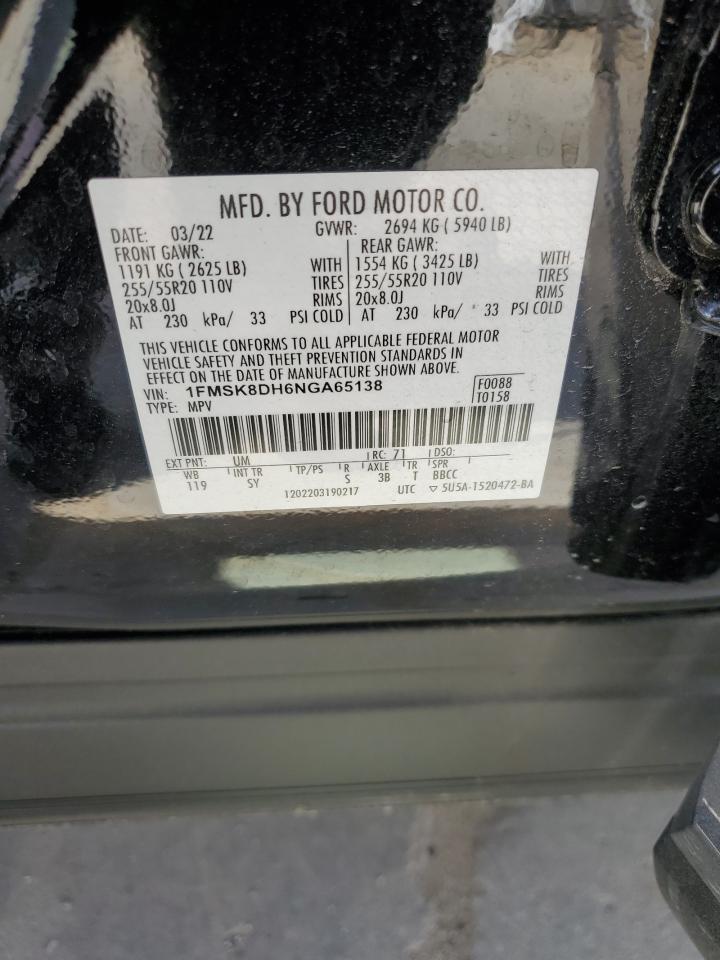 MFD. BY FORD MOTOR CO.
DATE: 03/22 GVWR: 2694 KG ( 5940 LB)
FRONT GAWR: REAR GAWR:
1191 KG ( 2625 LB) WITH 1554 KG ( 3425 LB) WITH
255/55R20 110V TIRES 255/55R20 110V TIRES
20x8.0J RIMS 20x8.0J RIMS
AT 230 kPa/ 33 PSI COLD AT 230 kPa/ 33 PSI COLD
THIS VEHICLE CONFORMS TO ALL APPLICABLE FEDERAL MOTOR
VEHICLE SAFETY AND THEFT PREVENTION STANDARDS IN
EFFECT ON THE DATE OF MANUFACTURE SHOWN ABOVE.
VIN: 1FMSK8DH6NGA65138 F0088
TYPE: MPV T0158
EXT PNT: UM RC: 71 DSO:
WB INT TR TP/PS R AXLE TR SPR
119 SY S 3B T BBCC
1202203190217 UTC ▽ 5U5A-1520472-BA